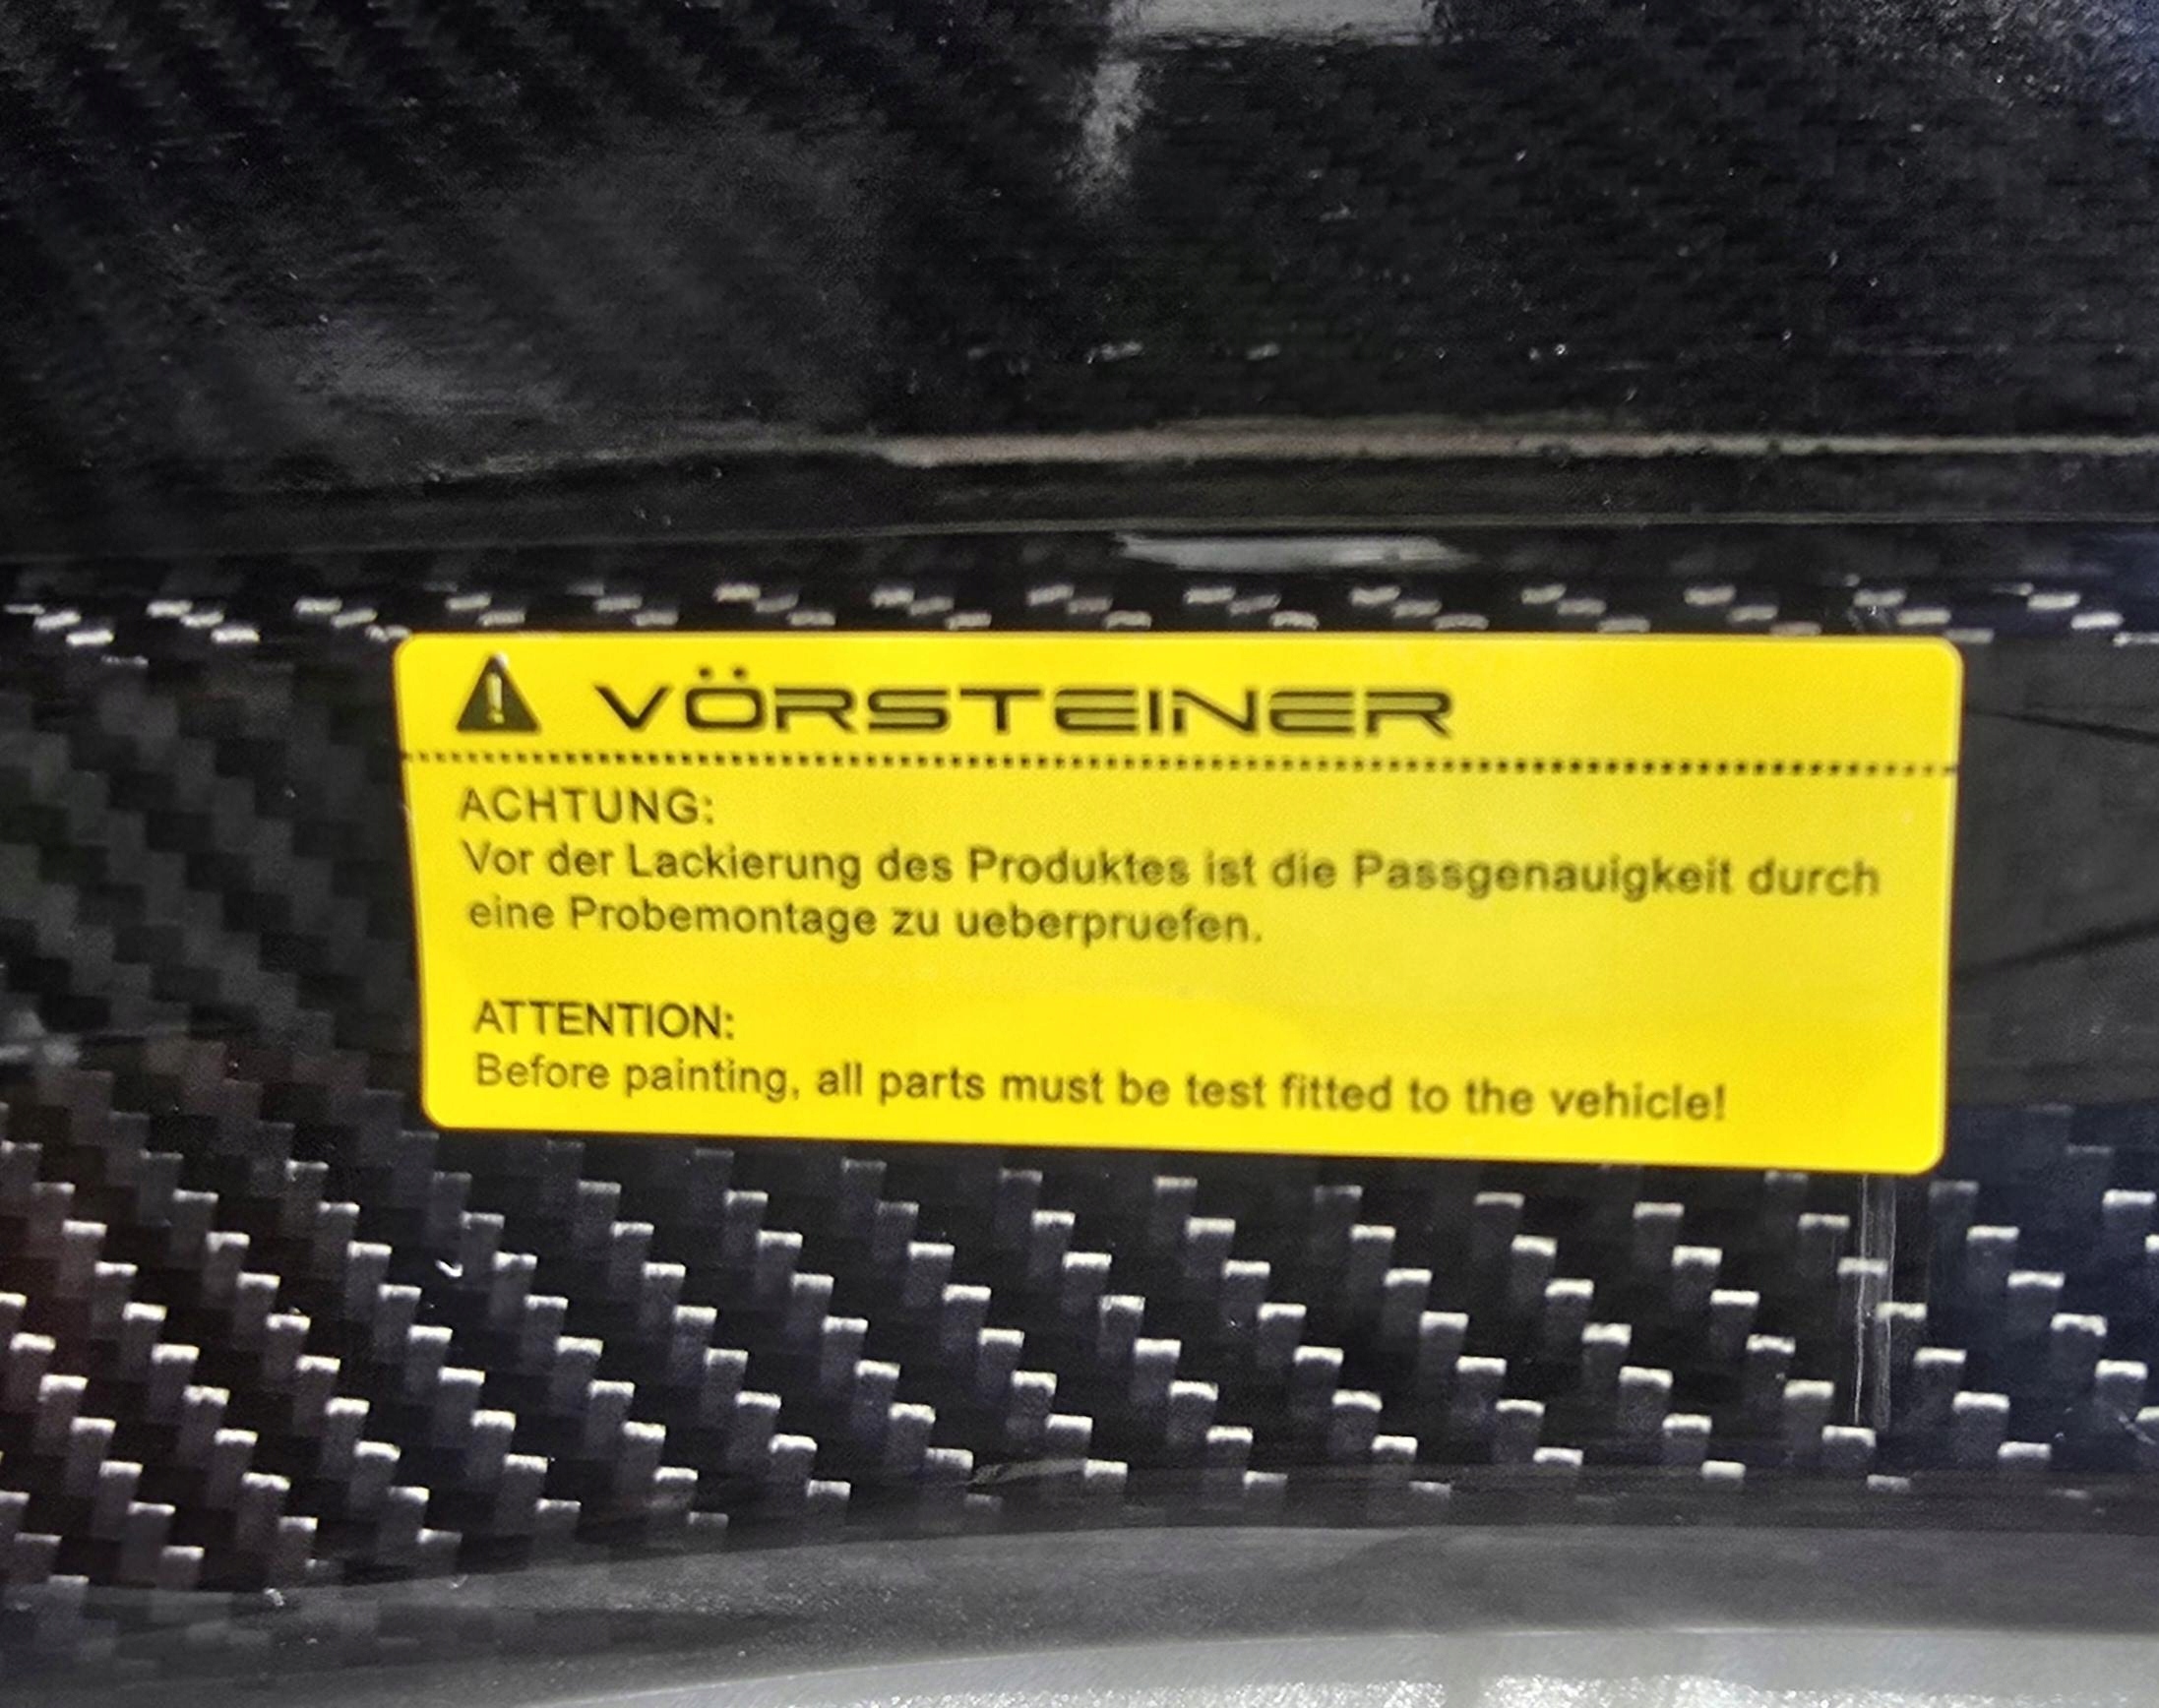 VÖRSTEINER
ACHTUNG:
Vor der Lackierung des Produktes ist die Passgenauigkeit durch
eine Probemontage zu ueberpruefen.
ATTENTION:
Before painting, all parts must be test fitted to the vehicle!